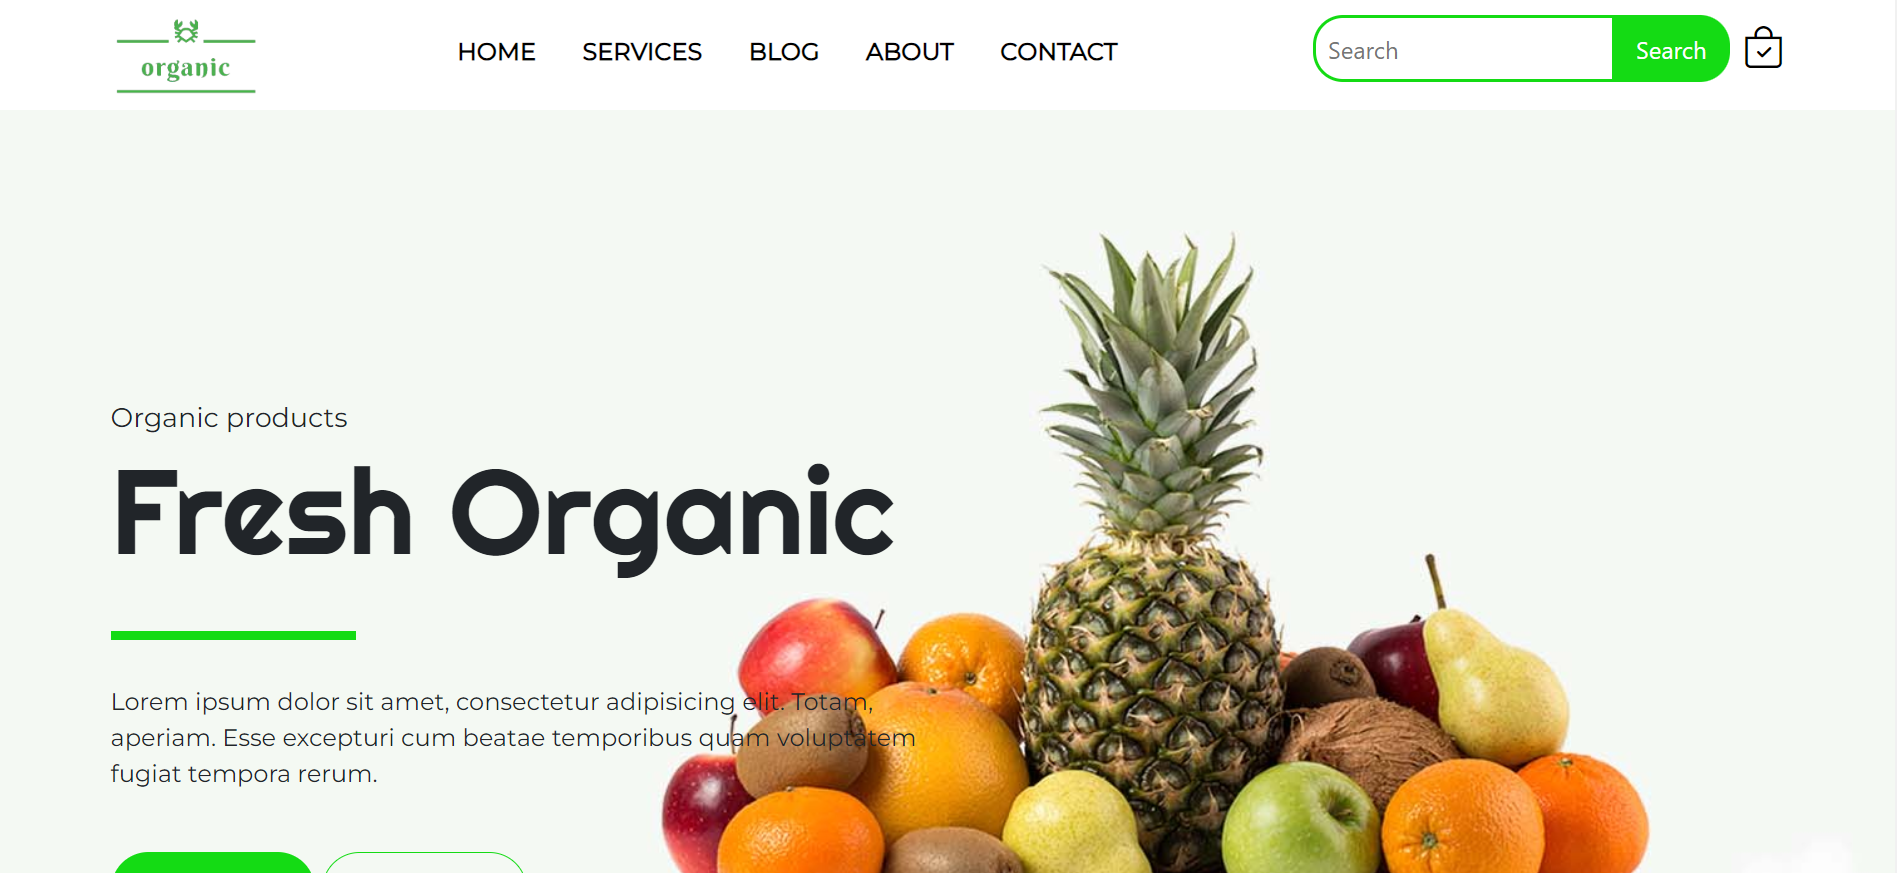 organic
HOME SERVICES BLOG ABOUT CONTACT
Search Search
Organic products
Fresh Organic
Lorem ipsum dolor sit amet, consectetur adipisicing elit. Totam,
aperiam. Esse excepturi cum beatae temporibus quam voluptatem
fugiat tempora rerum.